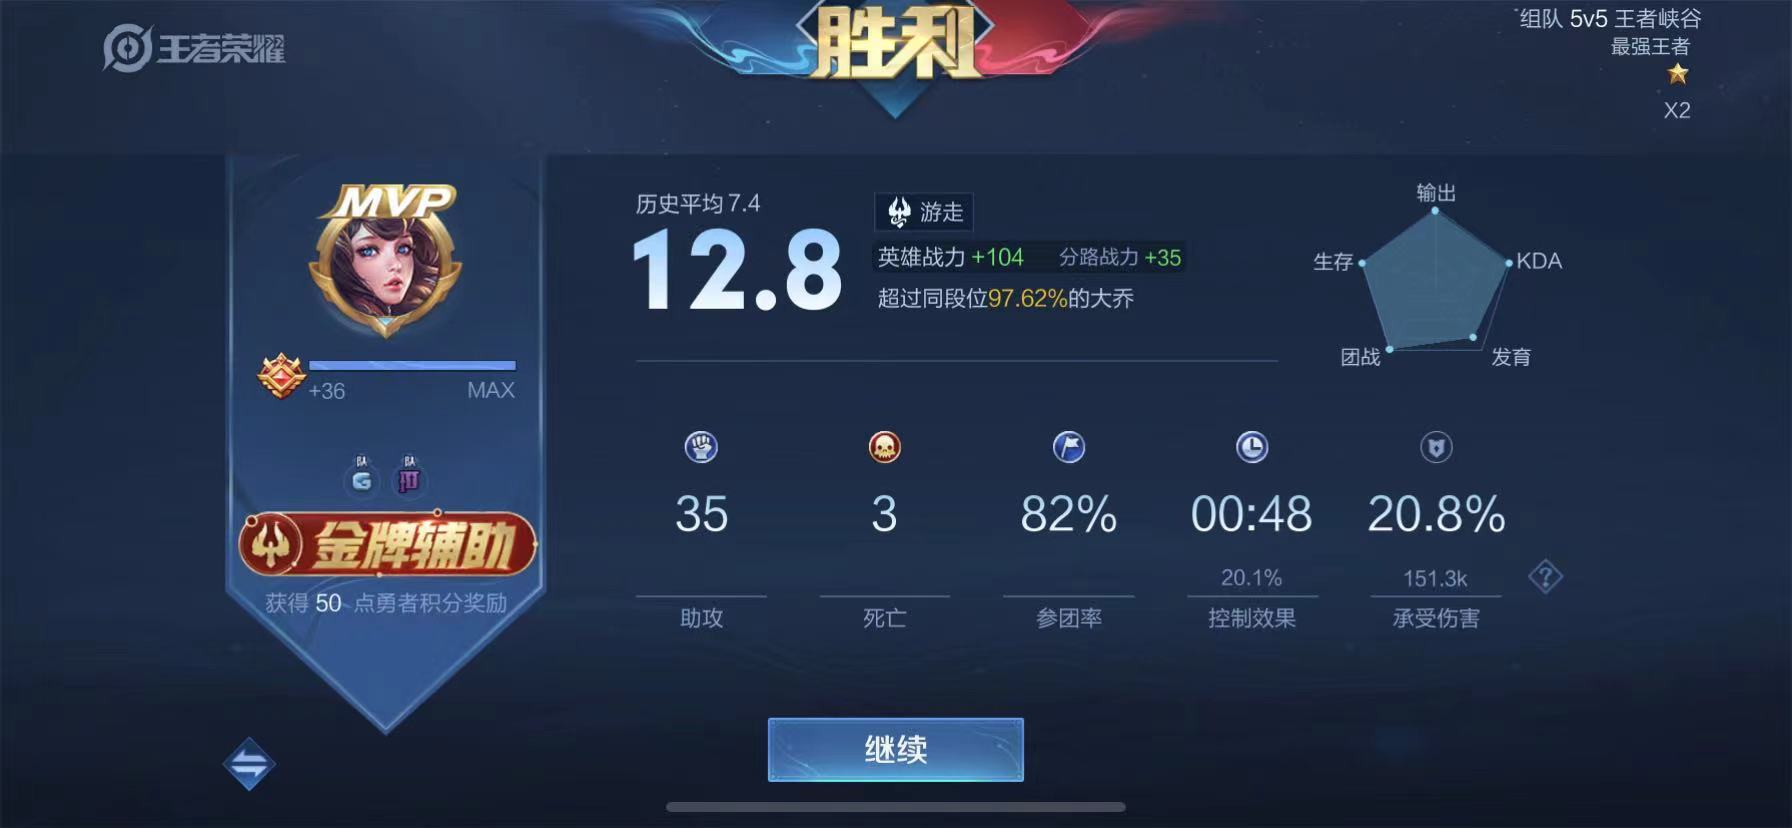 王者荣耀
胜利
组队 5v5 王者峡谷
最强王者
X2
MVP
+36
MAX
队
队
金牌辅助
获得 50 点勇者积分奖励
历史平均 7.4
12.8
游走
英雄战力 +104 分路战力 +35
超过同段位97.62%的大乔
输出
生存
KDA
团战
发育
35
3
82%
00:48
20.8%
20.1%
151.3k
?
助攻
死亡
参团率
控制效果
承受伤害
继续